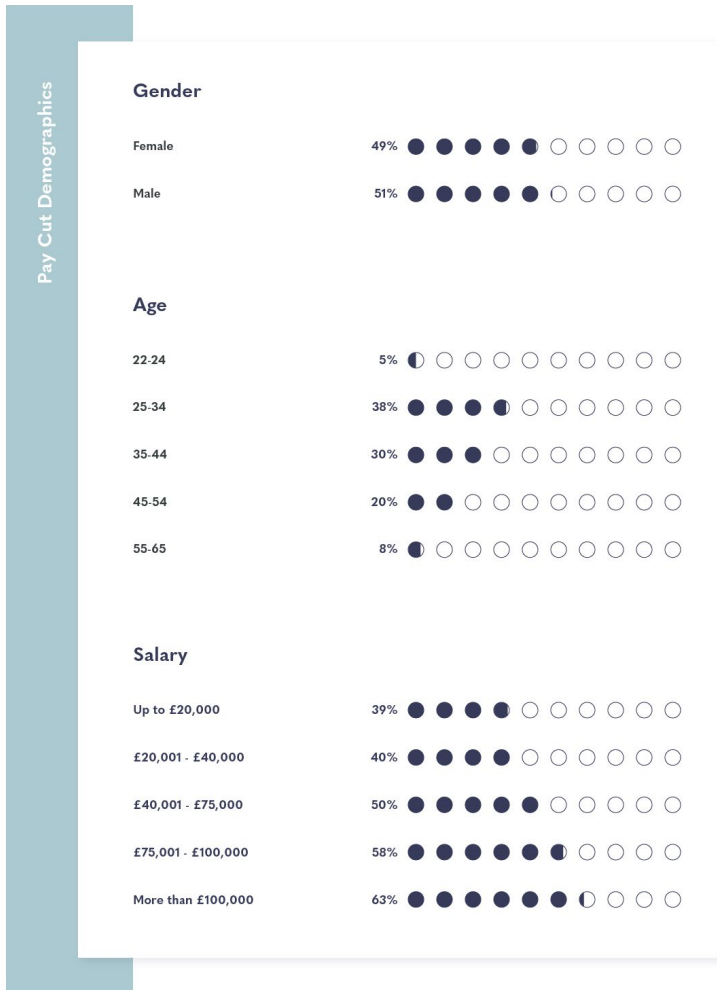 Pay Cut Demographics
Gender
Female 49%
Male 51%
Age
22-24 5%
25-34 38%
35-44 30%
45-54 20%
55-65 8%
Salary
Up to £20,000 39%
£20,001 - £40,000 40%
£40,001 - £75,000 50%
£75,001 - £100,000 58%
More than £100,000 63%